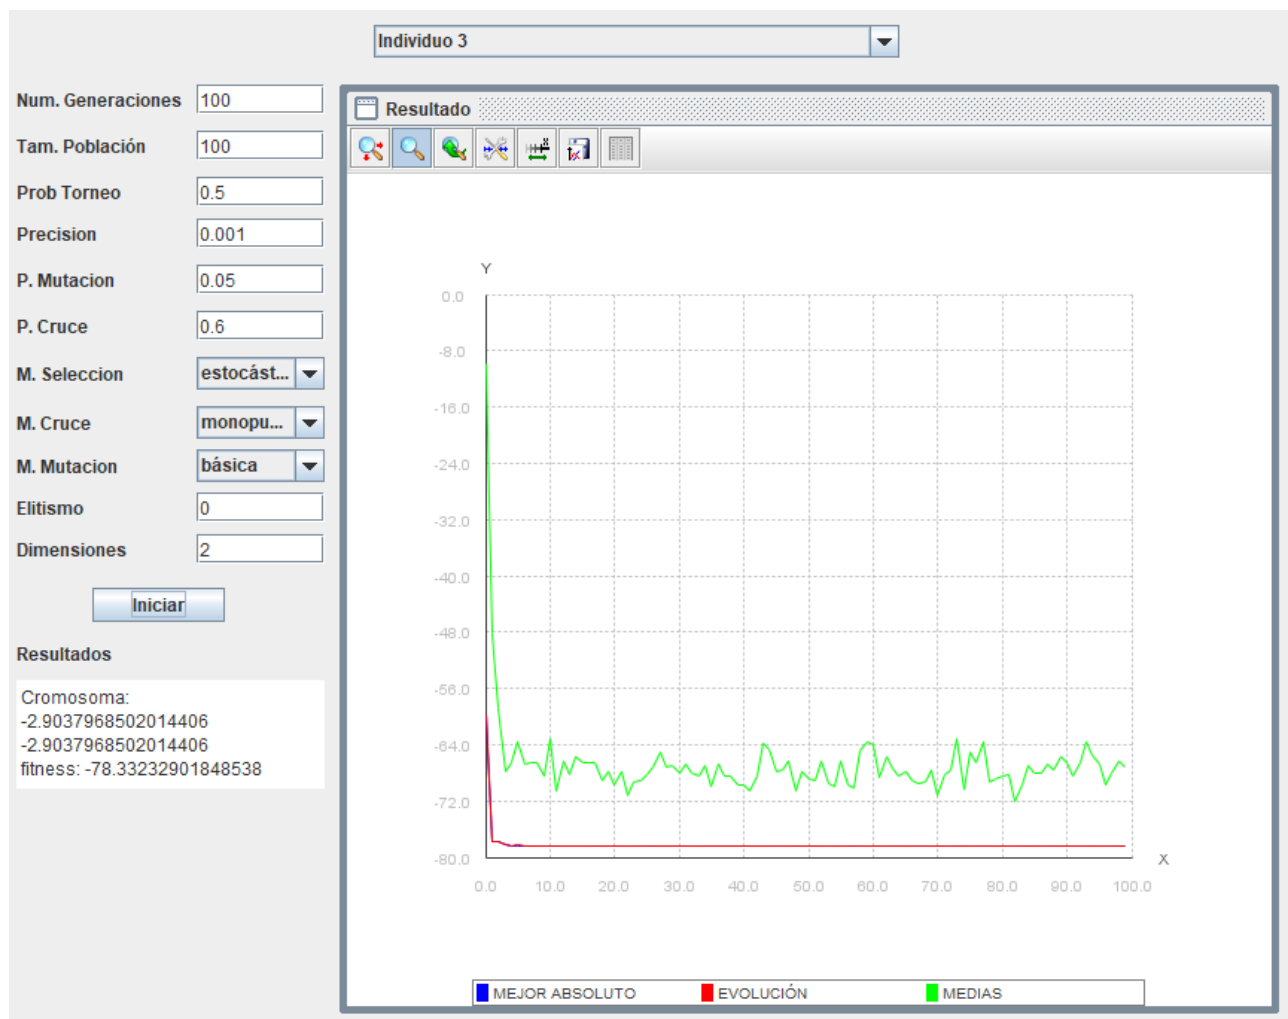 Individuo 3
Num. Generaciones 100
Tam. Población 100
Prob Torneo 0.5
Precision 0.001
P. Mutacion 0.05
P. Cruce 0.6
M. Seleccion estocást...
M. Cruce monopu...
M. Mutacion básica
Elitismo 0
Dimensiones 2
Iniciar
Resultados
Cromosoma:
-2.9037968502014406
-2.9037968502014406
fitness: -78.33232901848538
Resultado
Y
0.0
-8.0
-16.0
-24.0
-32.0
-40.0
-48.0
-56.0
-64.0
-72.0
-80.0
X
0.0 10.0 20.0 30.0 40.0 50.0 60.0 70.0 80.0 90.0 100.0
MEJOR ABSOLUTO EVOLUCIÓN MEDIAS